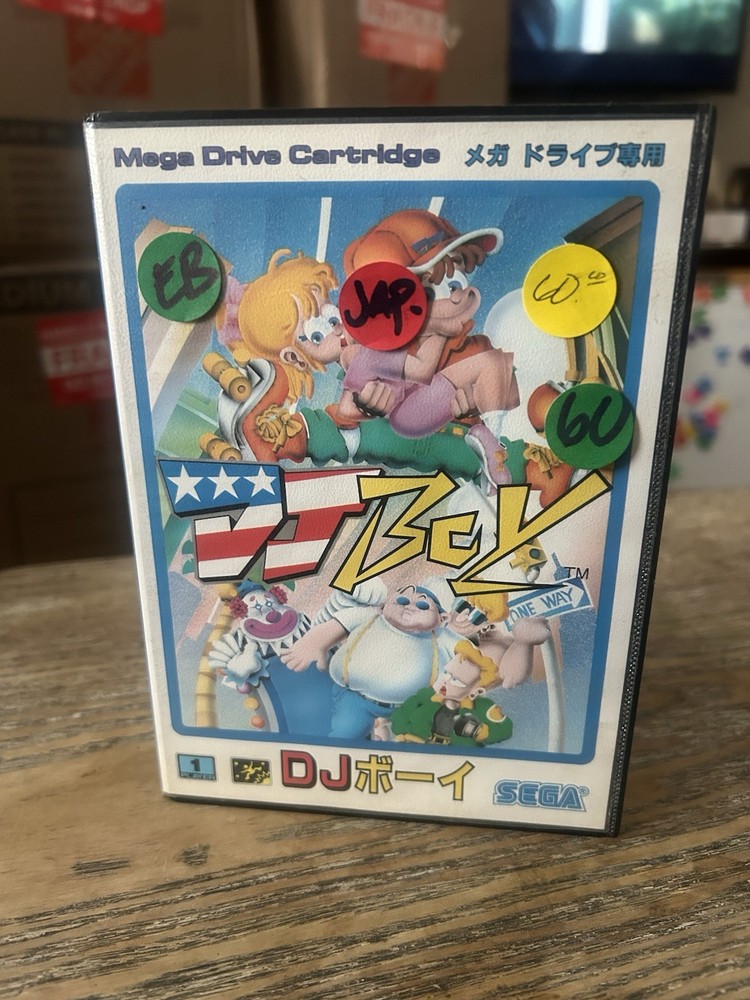 Mega Drive Cartridge メガ ドライブ専用
EB
JAP.
60.00
60
DJ Boy TM
ONE WAY
1
PLAYER
DJボーイ
SEGA®